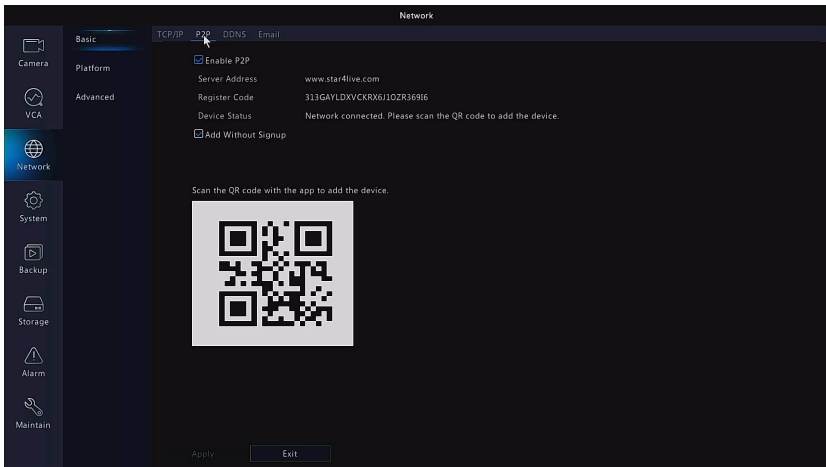 Network
TCP/IP P2P DDNS Email
Basic
Platform
Advanced
Camera
VCA
Network
System
Backup
Storage
Alarm
Maintain
Enable P2P
Server Address www.star4live.com
Register Code 313GAYLDXVCKRX6J1OZR369I6
Device Status Network connected. Please scan the QR code to add the device.
Add Without Signup
Scan the QR code with the app to add the device.
Apply Exit